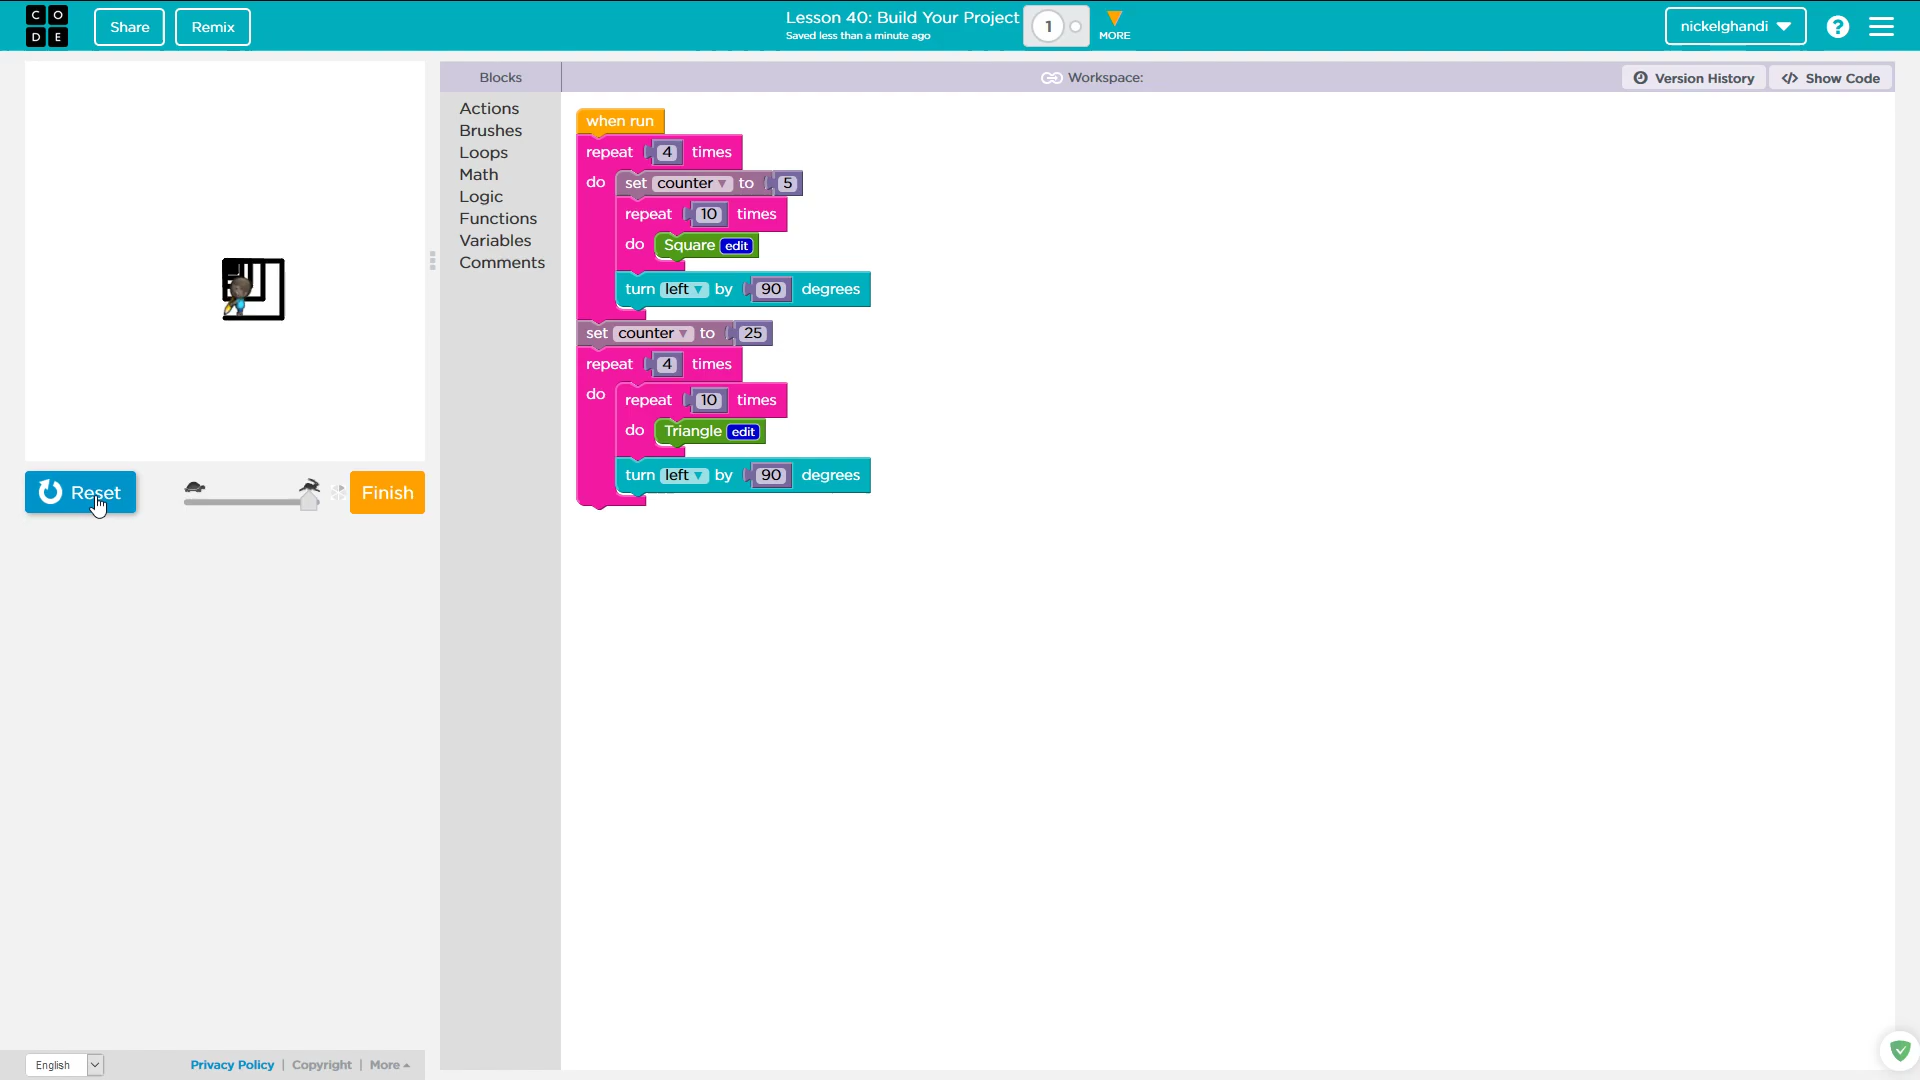 C O
D E
Share
Remix
Lesson 40: Build Your Project
Saved less than a minute ago
1
MORE
nickelghandi
?
Blocks
Workspace:
Version History
Show Code
Actions
Brushes
Loops
Math
Logic
Functions
Variables
Comments
when run
repeat 4 times
do set counter to 5
repeat 10 times
do Square edit
turn left by 90 degrees
set counter to 25
repeat 4 times
do repeat 10 times
do Triangle edit
turn left by 90 degrees
Reset
Finish
English
Privacy Policy | Copyright | More